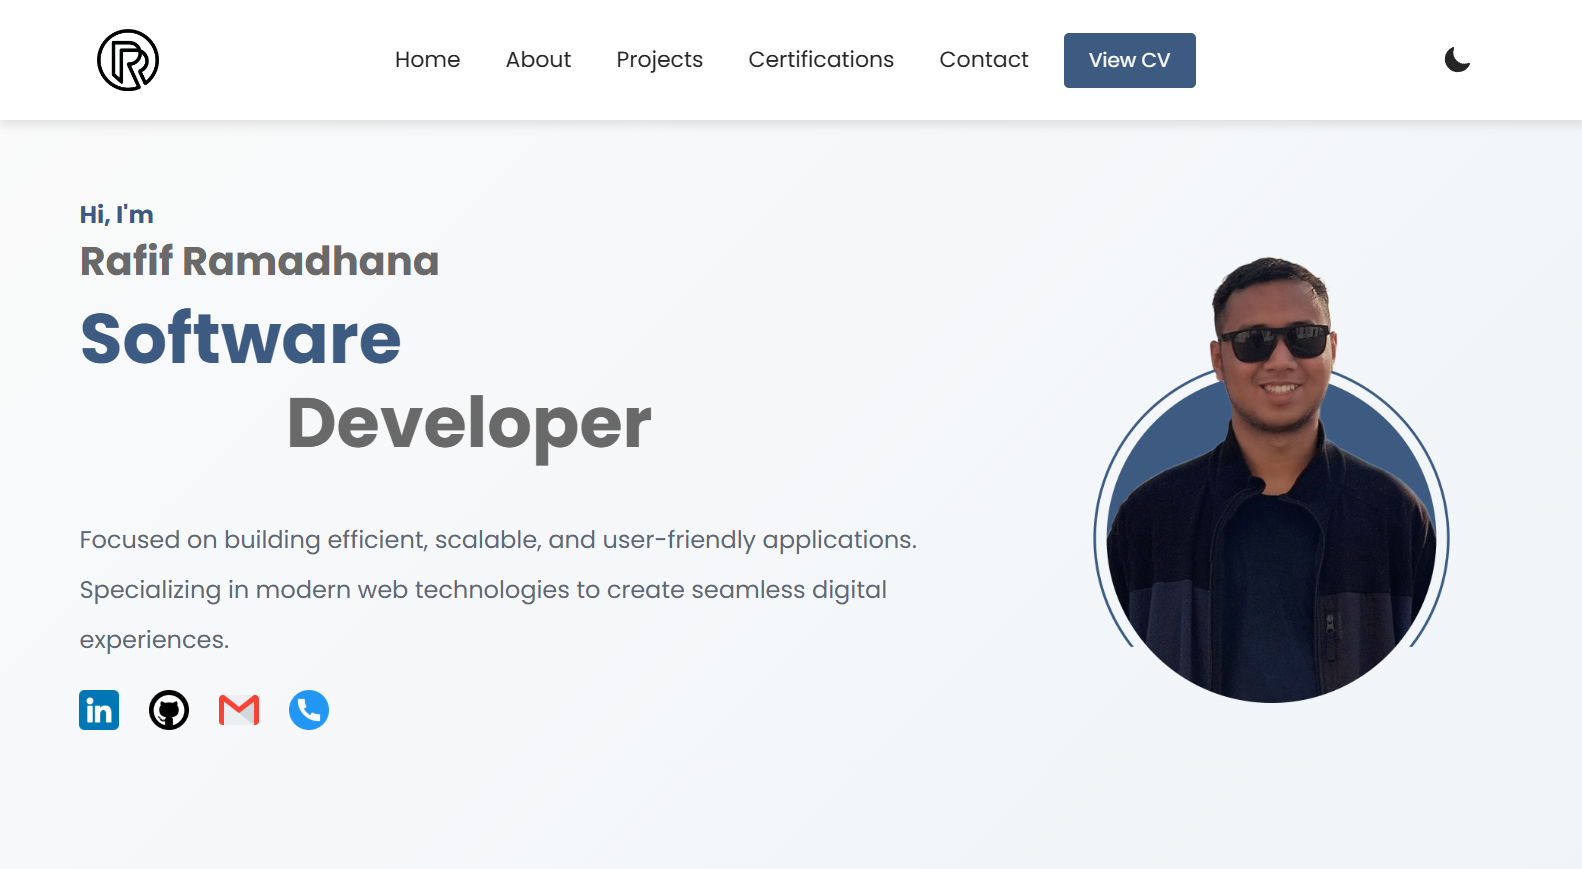 Home About Projects Certifications Contact View CV
Hi, I'm
Rafif Ramadhana
Software
Developer
Focused on building efficient, scalable, and user-friendly applications.
Specializing in modern web technologies to create seamless digital
experiences.
in